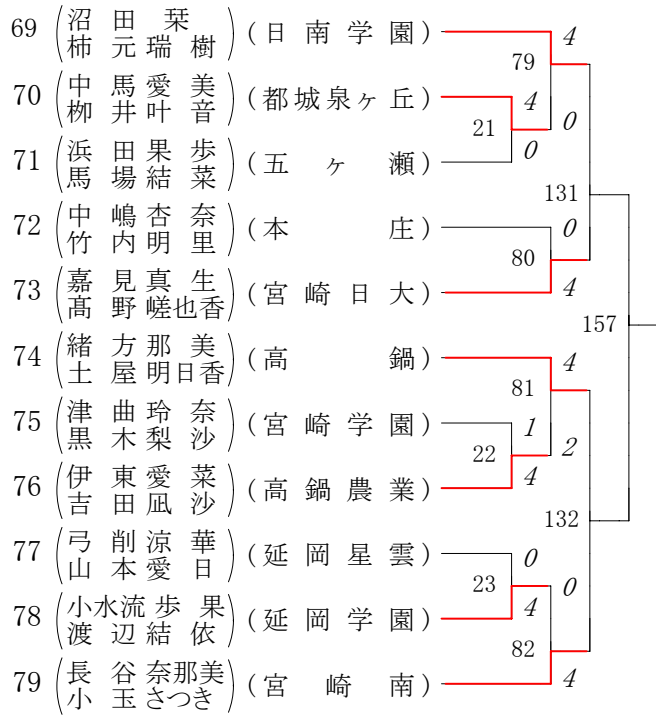 69 (沼田栞 柿元瑞樹) (日南学園) 4
79
70 (中馬愛美 栁井叶音) (都城泉ヶ丘) 4
21 0
71 (浜田果歩 馬場結菜) (五ヶ瀬) 0
131
72 (中嶋杏奈 竹内明里) (本庄) 0
80
73 (嘉見真生 髙野嵯也香) (宮崎日大) 4
157
74 (緒方那美 土屋明日香) (高鍋) 4
81
75 (津曲玲奈 黒木梨沙) (宮崎学園) 1
22 2
76 (伊東愛菜 吉田凪沙) (高鍋農業) 4
132
77 (弓削涼華 山本愛日) (延岡星雲) 0
23 0
78 (小水流歩果 渡辺結依) (延岡学園) 4
82
79 (長谷奈那美 小玉さつき) (宮崎南) 4